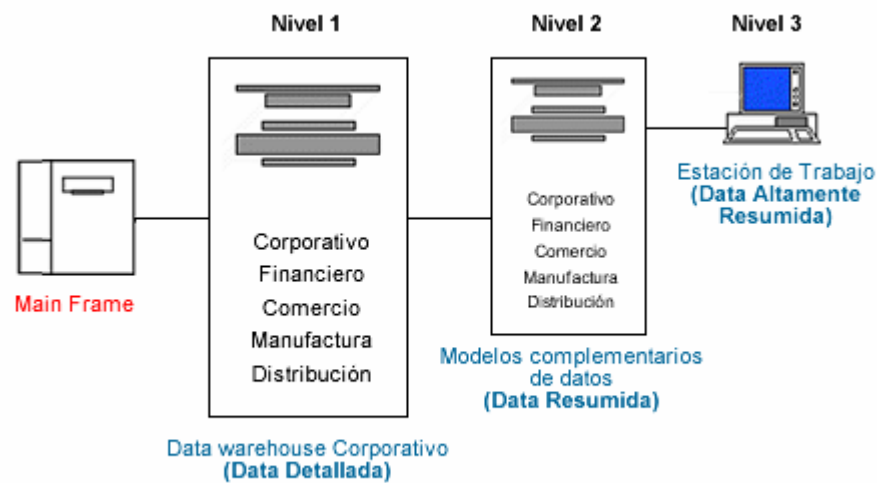 Nivel 1
Nivel 2
Nivel 3
Main Frame
Corporativo
Financiero
Comercio
Manufactura
Distribución
Data warehouse Corporativo
(Data Detallada)
Corporativo
Financiero
Comercio
Manufactura
Distribución
Modelos complementarios
de datos
(Data Resumida)
Estación de Trabajo
(Data Altamente
Resumida)